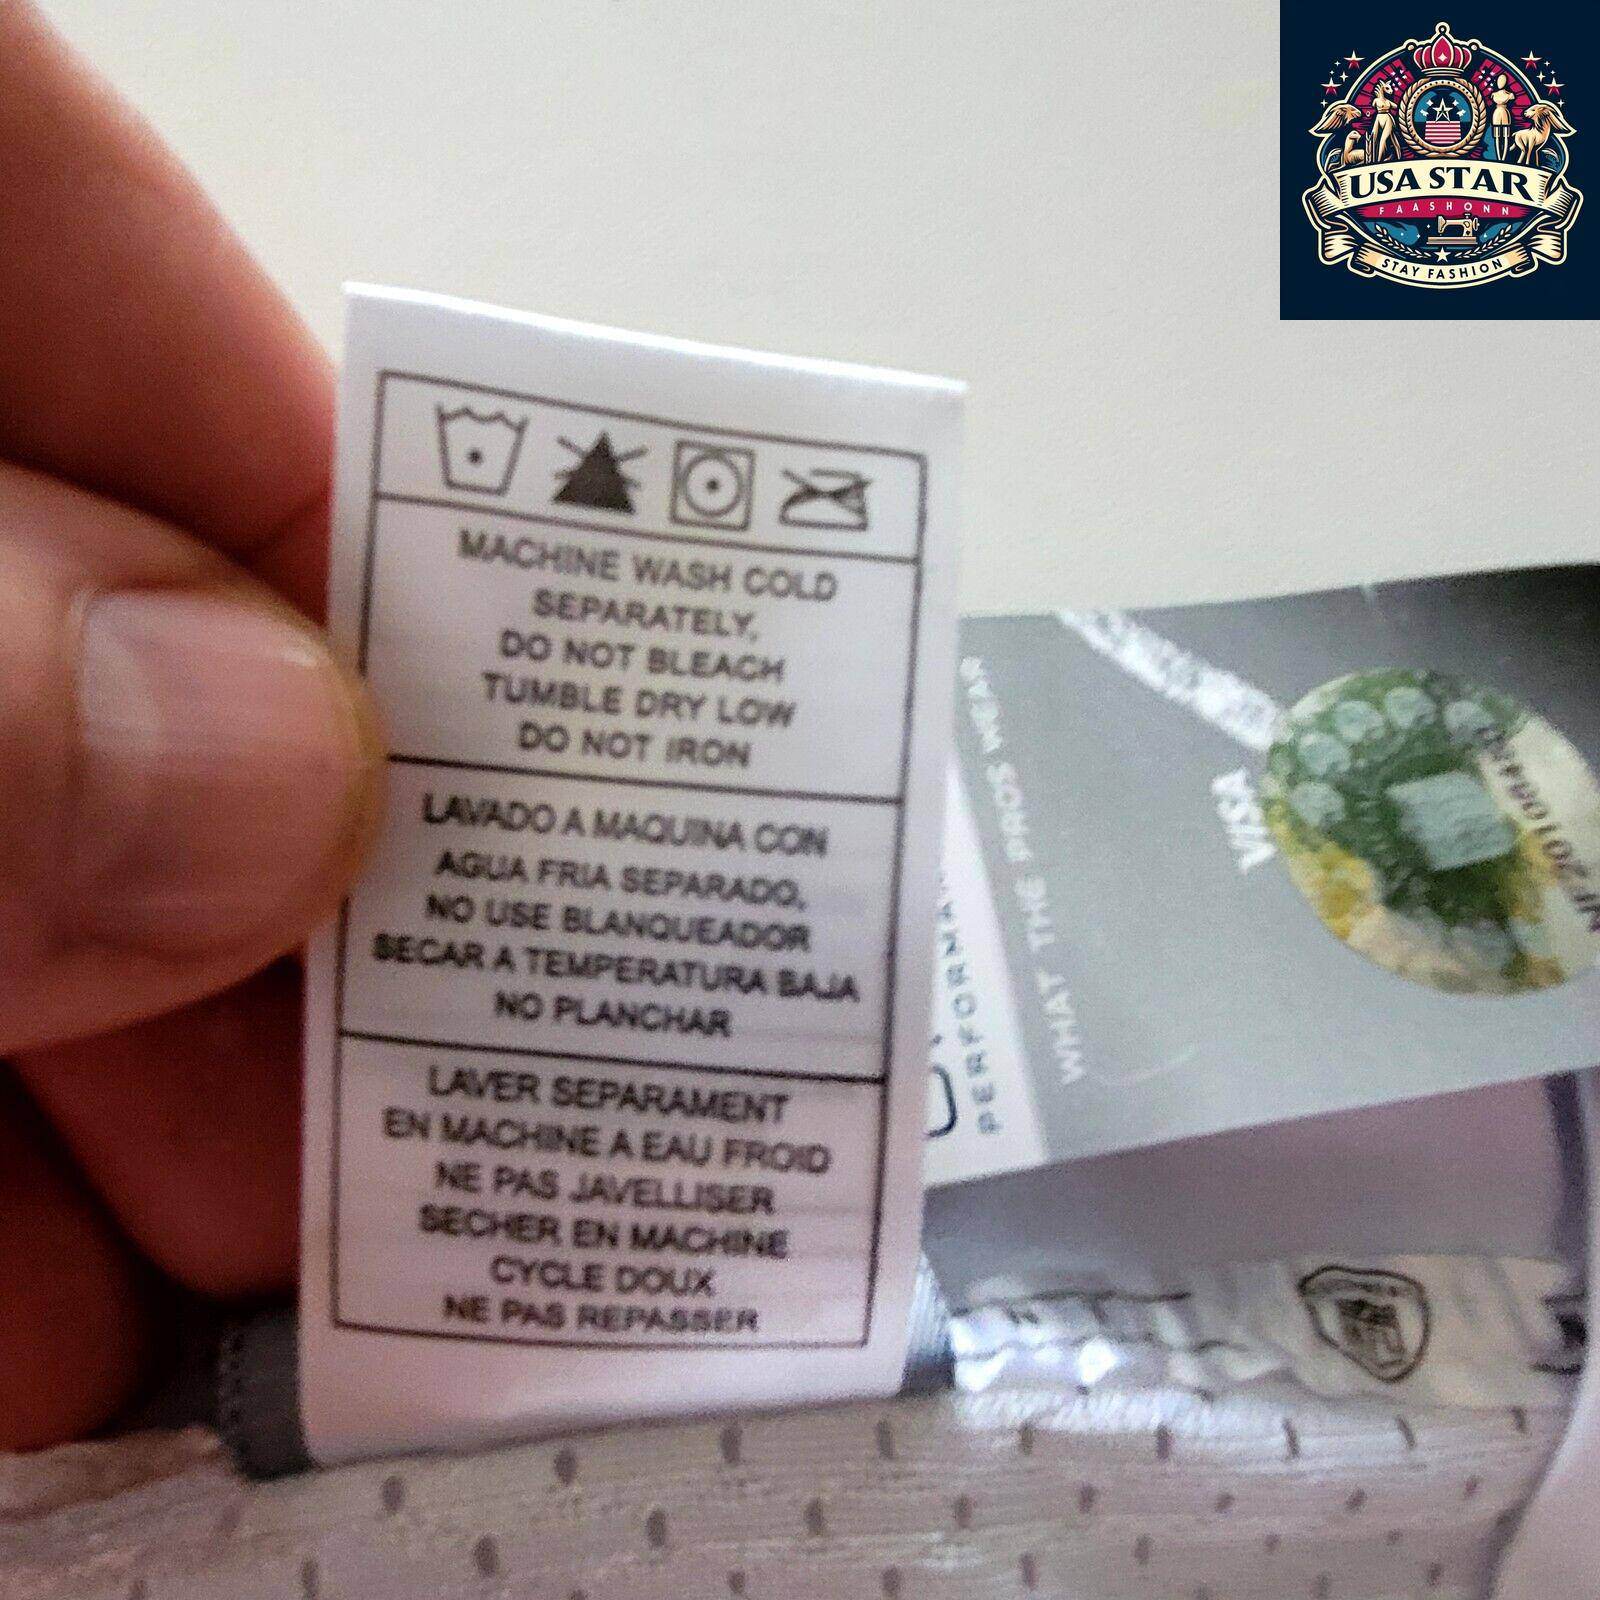 USA STAR
FAASHONN
STAY FASHION
MACHINE WASH COLD
SEPARATELY,
DO NOT BLEACH
TUMBLE DRY LOW
DO NOT IRON
LAVADO A MAQUINA CON
AGUA FRIA SEPARADO,
NO USE BLANQUEADOR
SECAR A TEMPERATURA BAJA
NO PLANCHAR
LAVER SEPARAMENT
EN MACHINE A EAU FROID
NE PAS JAVELLISER
SECHER EN MACHINE
CYCLE DOUX
NE PAS REPASSER
WHAT THE PROS WEAR
VISA